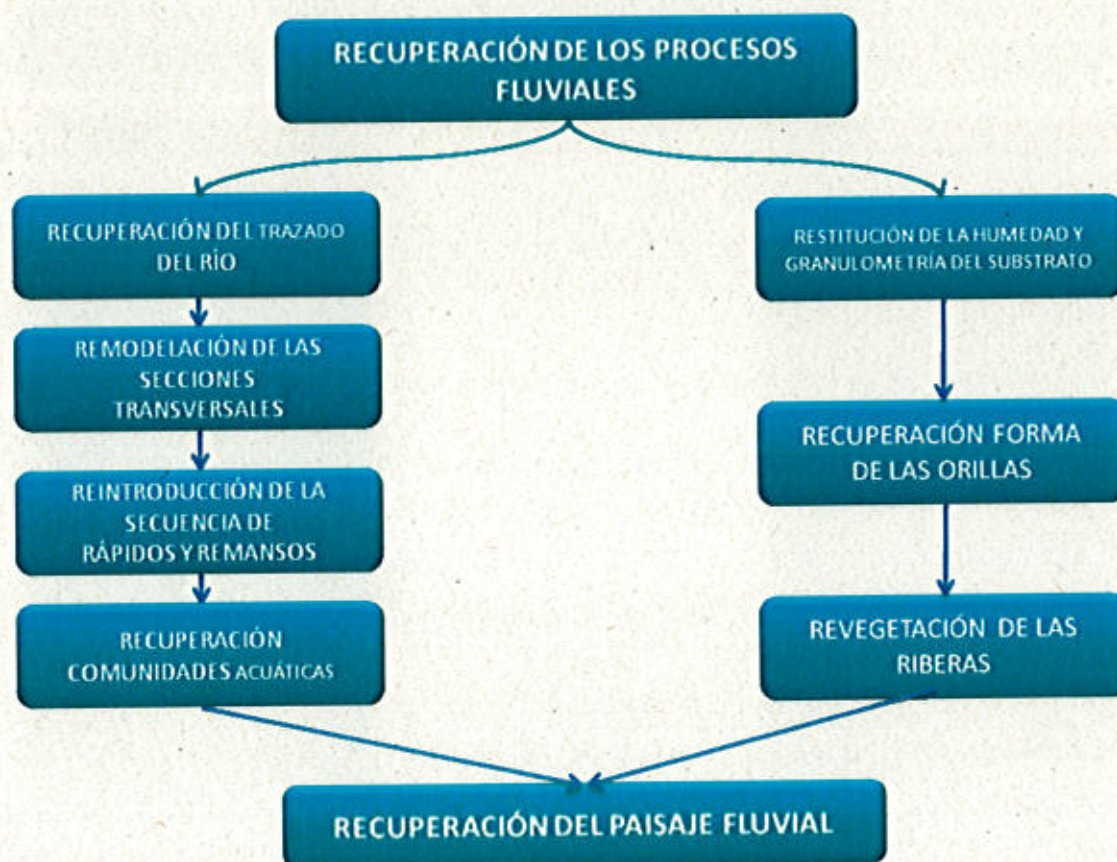 RECUPERACIÓN DE LOS PROCESOS
FLUVIALES
RECUPERACIÓN DEL TRAZADO
DEL RÍO
REMODELACIÓN DE LAS
SECCIONES
TRANSVERSALES
REINTRODUCCIÓN DE LA
SECUENCIA DE
RÁPIDOS Y REMANSOS
RECUPERACIÓN
COMUNIDADES ACUÁTICAS
RESTITUCIÓN DE LA HUMEDAD Y
GRANULOMETRÍA DEL SUBSTRATO
RECUPERACIÓN FORMA
DE LAS ORILLAS
REVEGETACIÓN DE LAS
RIBERAS
RECUPERACIÓN DEL PAISAJE FLUVIAL